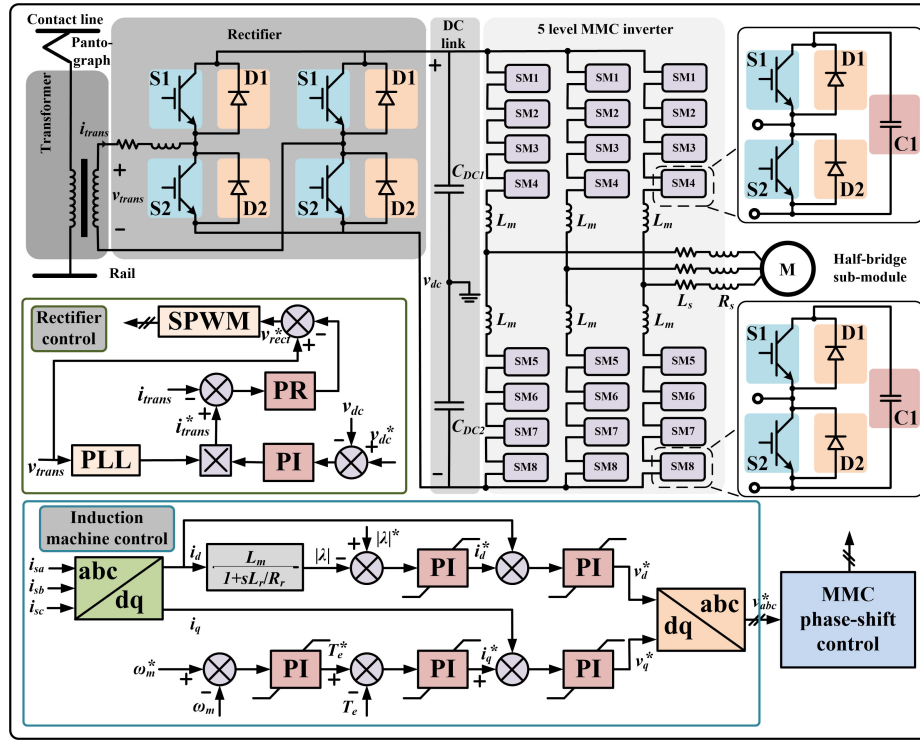 Contact line
Panto-
graph
Transformer
Rectifier
DC
link
5 level MMC inverter
S1
D1
S1
D1
S2
D2
S2
D2
i_trans
+
v_trans
−
Rail
+
C_DC1
v_dc
C_DC2
−
SM1
SM1
SM1
SM2
SM2
SM2
SM3
SM3
SM3
SM4
SM4
SM4
L_m
L_m
L_m
L_s
R_s
M
L_m
L_m
L_m
SM5
SM5
SM5
SM6
SM6
SM6
SM7
SM7
SM7
SM8
SM8
SM8
S1
D1
C1
S2
D2
Half-bridge
sub-module
S1
D1
C1
S2
D2
Rectifier
control
SPWM
v_rect*
−
+
i_trans
−
+
PR
i_trans*
v_dc
v_dc*
−
+
v_trans
PLL
PI
Induction
machine control
i_sa
i_sb
i_sc
abc
dq
i_d
L_m
1+sL_r/R_r
|λ|
−
+
|λ|*
PI
i_d*
PI
v_d*
i_q
ω_m*
+
−
ω_m
PI
T_e*
+
−
T_e
PI
i_q*
+
PI
v_q*
abc
dq
v_abc*
MMC
phase-shift
control